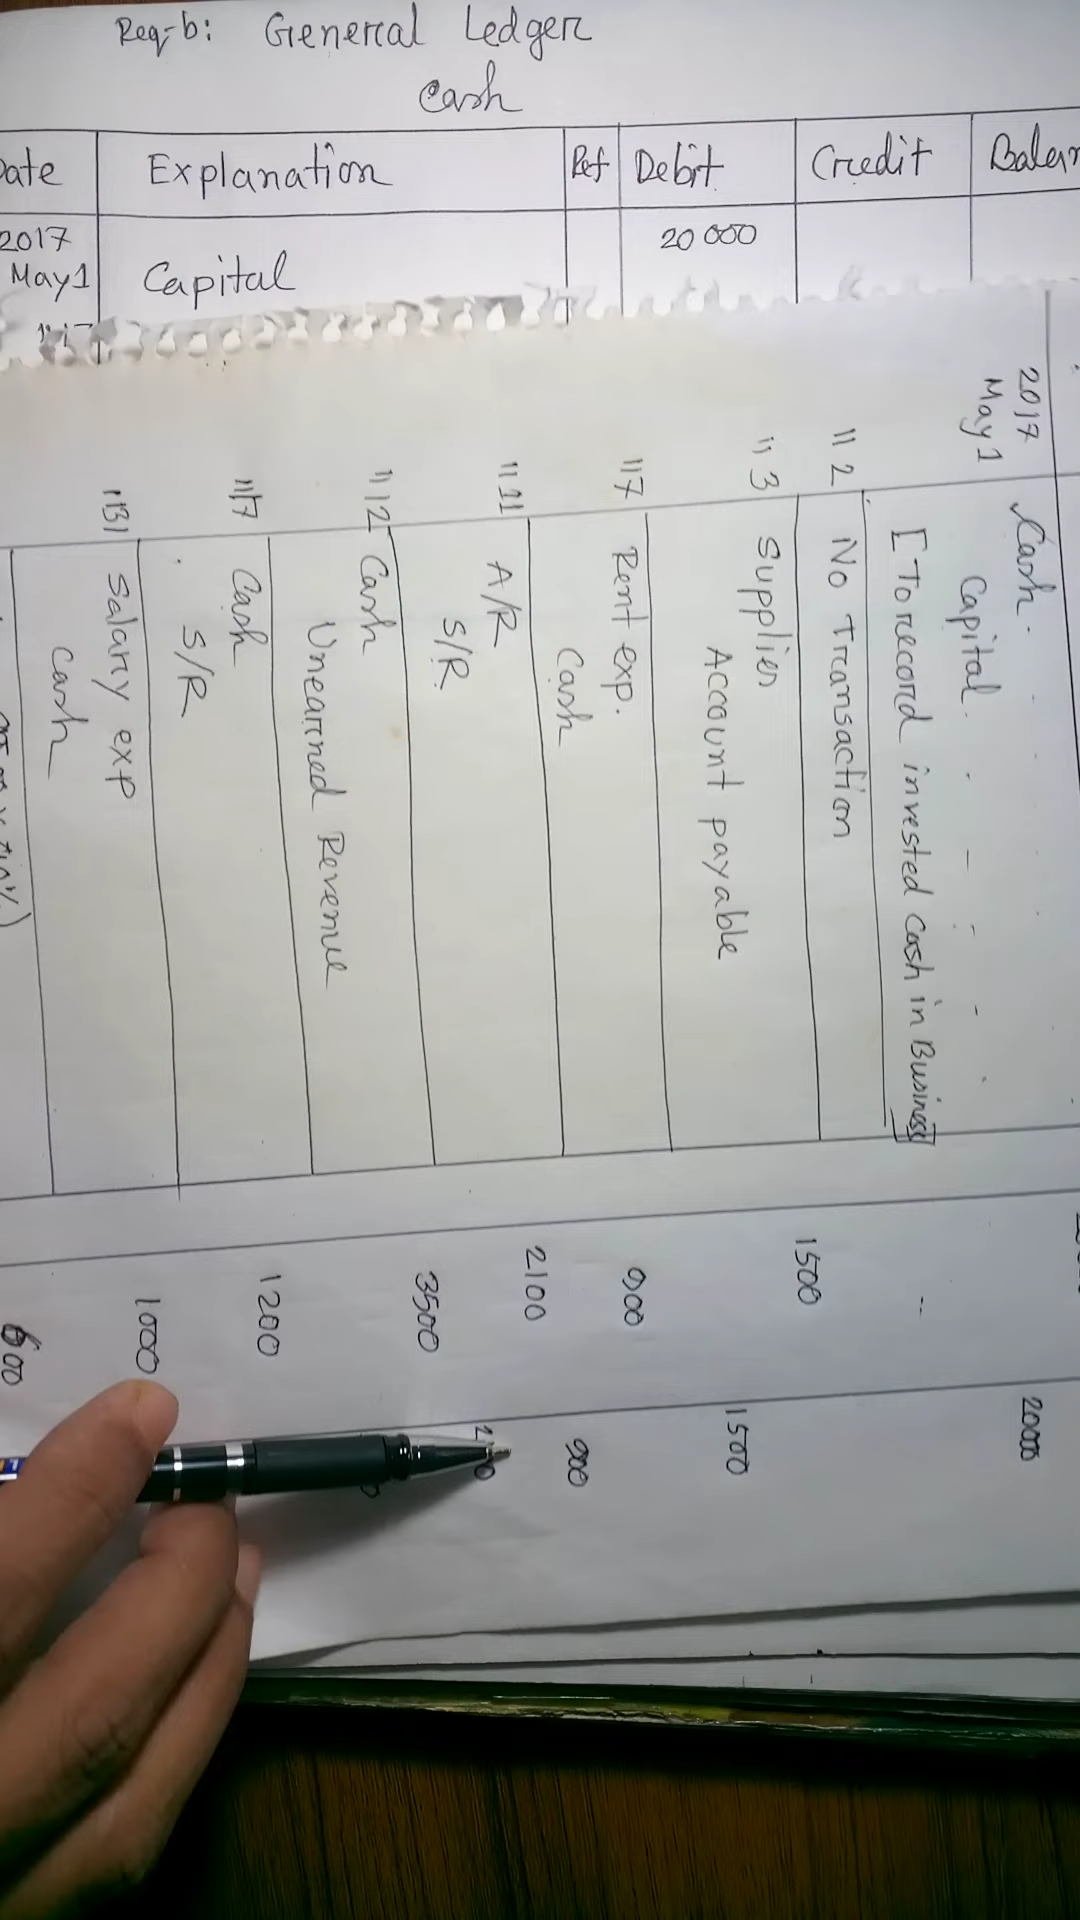 Req-b: General Ledger
Cash
Date Explanation Ref Debit Credit Balan
2017
May 1 Capital 20 000
2017
May 1 Cash
Capital 20000
[To record invested cash in Business]
" 2 No Transaction
" 3 Supplies 1500
Account payable 1500
" 7 Rent exp. 900
Cash 900
" 11 A/R 2100
S/R
" 12 Cash 3500
Unearned Revenue
" 17 Cash 1200
S/R
" 31 Salary exp 1000
Cash
600